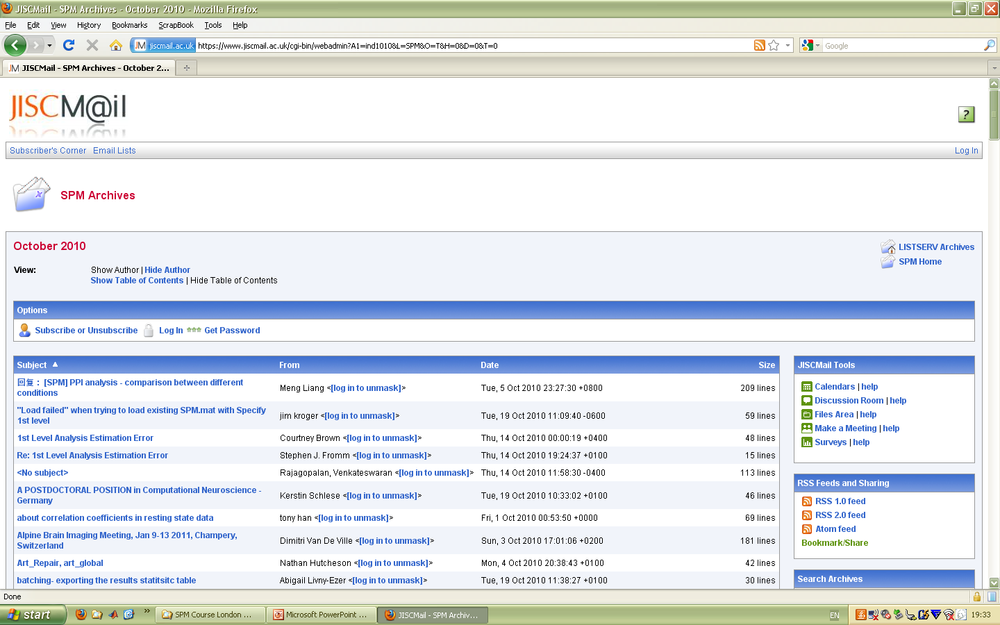 JISCMail - SPM Archives - October 2010 - Mozilla Firefox
File Edit View History Bookmarks ScrapBook Tools Help
JM jiscmail.ac.uk https://www.jiscmail.ac.uk/cgi-bin/webadmin?A1=ind1010&L=SPM&O=T&H=0&D=0&T=0 Google
JM JISCMail - SPM Archives - October 2...
JISCM@il
?
Subscriber's Corner Email Lists Log In
SPM Archives
October 2010
LISTSERV Archives
SPM Home
View: Show Author | Hide Author
Show Table of Contents | Hide Table of Contents
Options
Subscribe or Unsubscribe Log In *** Get Password
Subject From Date Size
回复： [SPM] PPI analysis - comparison between different
conditions
Meng Liang <[log in to unmask]> Tue, 5 Oct 2010 23:27:30 +0800 209 lines
"Load failed" when trying to load existing SPM.mat with Specify
1st level
jim kroger <[log in to unmask]> Tue, 19 Oct 2010 11:09:40 -0600 59 lines
1st Level Analysis Estimation Error Courtney Brown <[log in to unmask]> Thu, 14 Oct 2010 00:00:19 +0400 48 lines
Re: 1st Level Analysis Estimation Error Stephen J. Fromm <[log in to unmask]> Thu, 14 Oct 2010 19:24:37 +0100 15 lines
<No subject> Rajagopalan, Venkateswaran <[log in to unmask]> Thu, 14 Oct 2010 11:58:30 -0400 113 lines
A POSTDOCTORAL POSITION in Computational Neuroscience -
Germany
Kerstin Schlese <[log in to unmask]> Tue, 19 Oct 2010 10:33:02 +0100 46 lines
about correlation coefficients in resting state data tony han <[log in to unmask]> Fri, 1 Oct 2010 00:53:50 +0000 69 lines
Alpine Brain Imaging Meeting, Jan 9-13 2011, Champery,
Switzerland
Dimitri Van De Ville <[log in to unmask]> Sun, 3 Oct 2010 17:01:06 +0200 181 lines
Art_Repair, art_global Nathan Hutcheson <[log in to unmask]> Mon, 4 Oct 2010 20:38:43 +0100 42 lines
batching- exporting the results statitsitc table Abigail Livny-Ezer <[log in to unmask]> Tue, 19 Oct 2010 11:38:27 +0100 30 lines
JISCMail Tools
Calendars | help
Discussion Room | help
Files Area | help
Make a Meeting | help
Surveys | help
RSS Feeds and Sharing
RSS 1.0 feed
RSS 2.0 feed
Atom feed
Bookmark/Share
Search Archives
Done
start » SPM Course London ... Microsoft PowerPoint ... JISCMail - SPM Archiv... EN 19:33